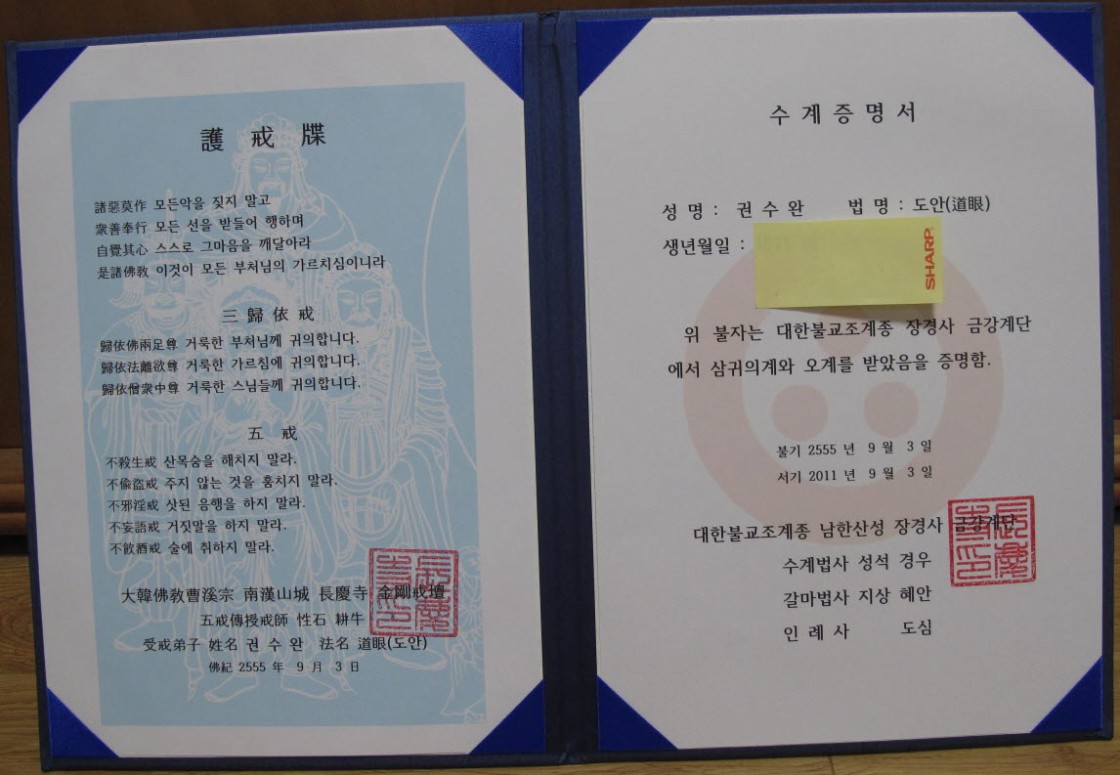 護戒牒
諸惡莫作 모든악을 짖지 말고
衆善奉行 모든 선을 받들어 행하며
自覺其心 스스로 그마음을 깨달아라
是諸佛敎 이것이 모든 부처님의 가르치심이니라
三歸依戒
歸依佛兩足尊 거룩한 부처님께 귀의합니다.
歸依法離欲尊 거룩한 가르침에 귀의합니다.
歸依僧衆中尊 거룩한 스님들께 귀의합니다.
五 戒
不殺生戒 산목숨을 해치지 말라.
不偸盜戒 주지 않는 것을 훔치지 말라.
不邪淫戒 삿된 음행을 하지 말라.
不妄語戒 거짓말을 하지 말라.
不飮酒戒 술에 취하지 말라.
大韓佛敎曹溪宗 南漢山城 長慶寺 金剛戒壇
五戒傳授戒師 性石 耕牛
受戒弟子 姓名 권수완 法名 道眼(도안)
佛紀 2555 年 9 月 3 日
수계증명서
성 명 : 권 수 완 법 명 : 도안(道眼)
생년월일 :
SHARP
위 불자는 대한불교조계종 장경사 금강계단
에서 삼귀의계와 오계를 받았음을 증명함.
불기 2555 년 9 월 3 일
서기 2011 년 9 월 3 일
대한불교조계종 남한산성 장경사 금강계단
수계법사 성석 경우
갈마법사 지상 혜안
인 례 사 도심